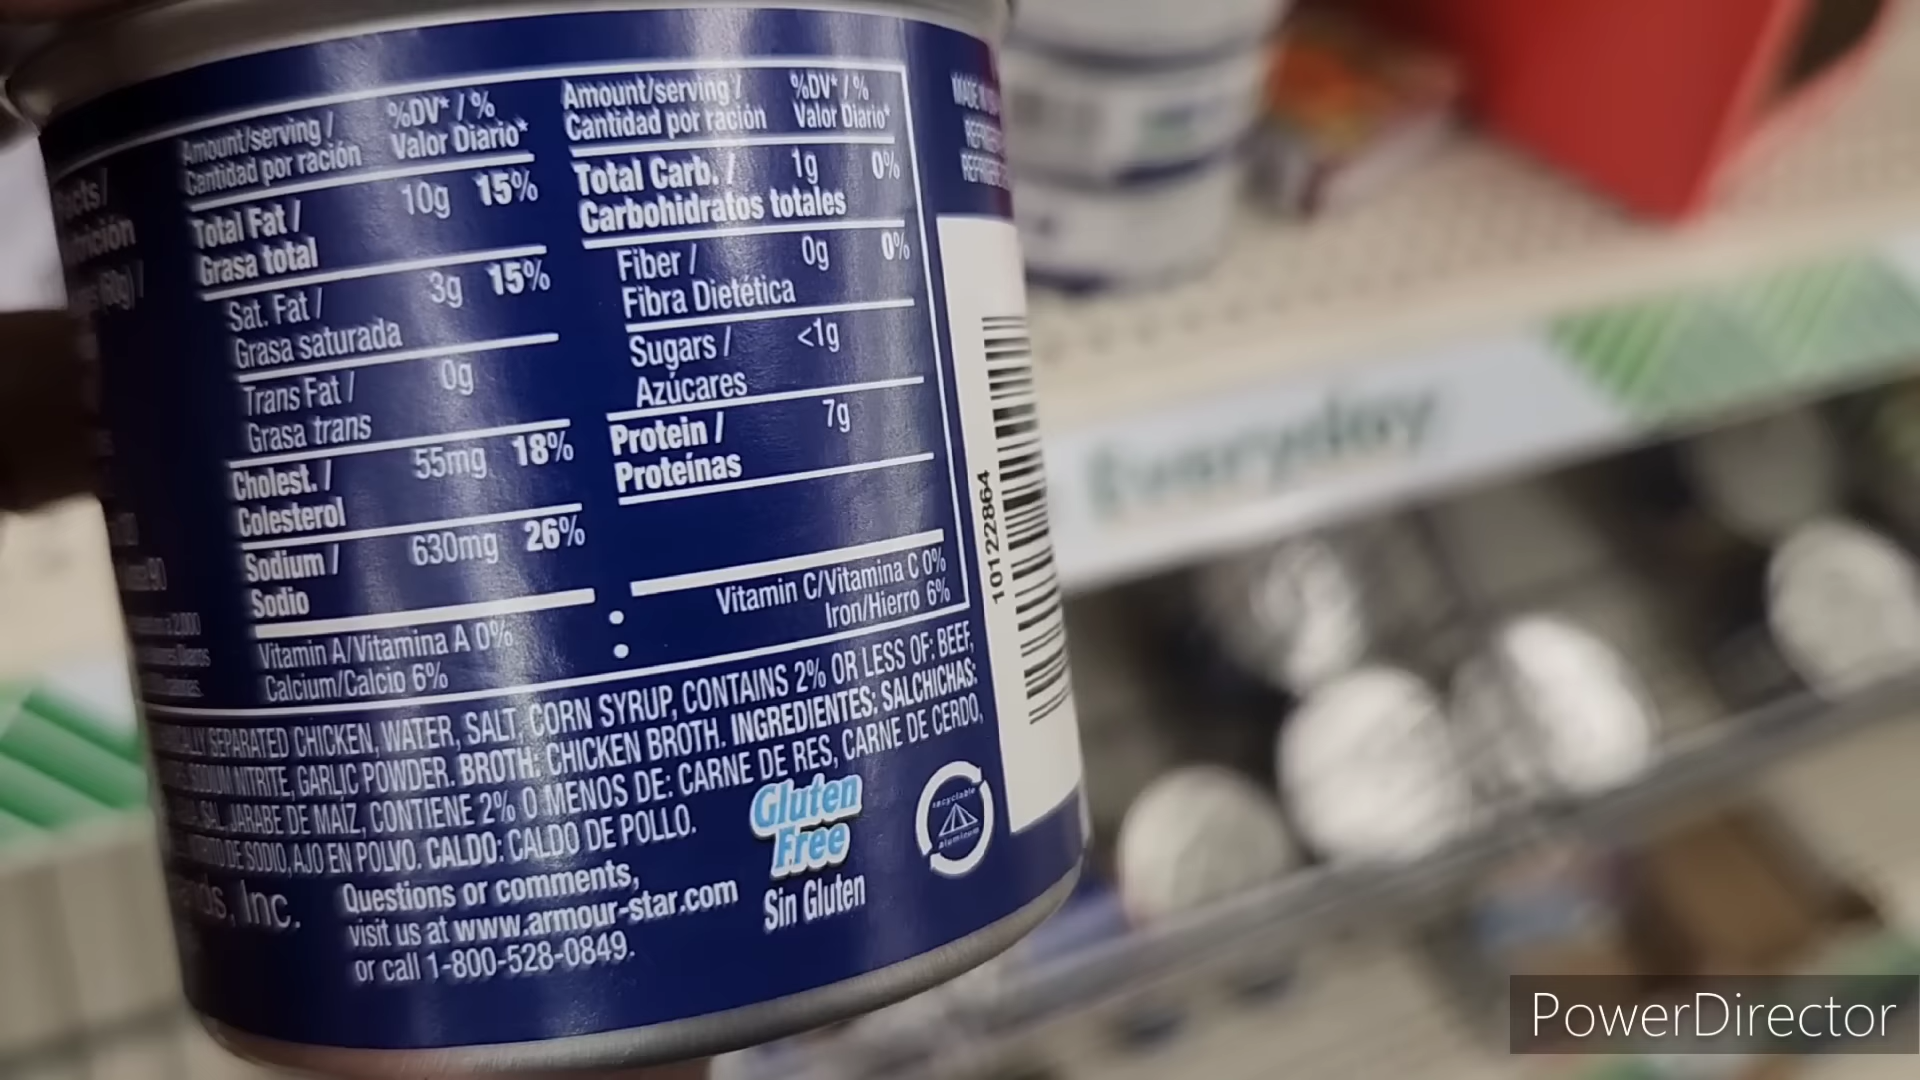 Amount/serving / %DV* / %
Cantidad por ración Valor Diario*
Total Fat / 10g 15%
Grasa total
Sat. Fat / 3g 15%
Grasa saturada
Trans Fat / 0g
Grasa trans
Cholest. / 55mg 18%
Colesterol
Sodium / 630mg 26%
Sodio
Amount/serving / %DV* / %
Cantidad por ración Valor Diario*
Total Carb. / 1g 0%
Carbohidratos totales
Fiber / 0g 0%
Fibra Dietética
Sugars / <1g
Azúcares
Protein / 7g
Proteínas
Vitamin A/Vitamina A 0% • Vitamin C/Vitamina C 0%
Calcium/Calcio 6% • Iron/Hierro 6%
SEPARATED CHICKEN, WATER, SALT, CORN SYRUP, CONTAINS 2% OR LESS OF: BEEF,
SODIUM NITRITE, GARLIC POWDER. BROTH: CHICKEN BROTH. INGREDIENTES: SALCHICHAS:
SAL, JARABE DE MAÍZ, CONTIENE 2% O MENOS DE: CARNE DE RES, CARNE DE CERDO,
DE SODIO, AJO EN POLVO. CALDO: CALDO DE POLLO.
Inc.
Questions or comments,
visit us at www.armour-star.com
or call 1-800-528-0849.
Gluten
Free
Sin Gluten
recyclable
aluminum
10122864
MADE IN
Everyday
PowerDirector